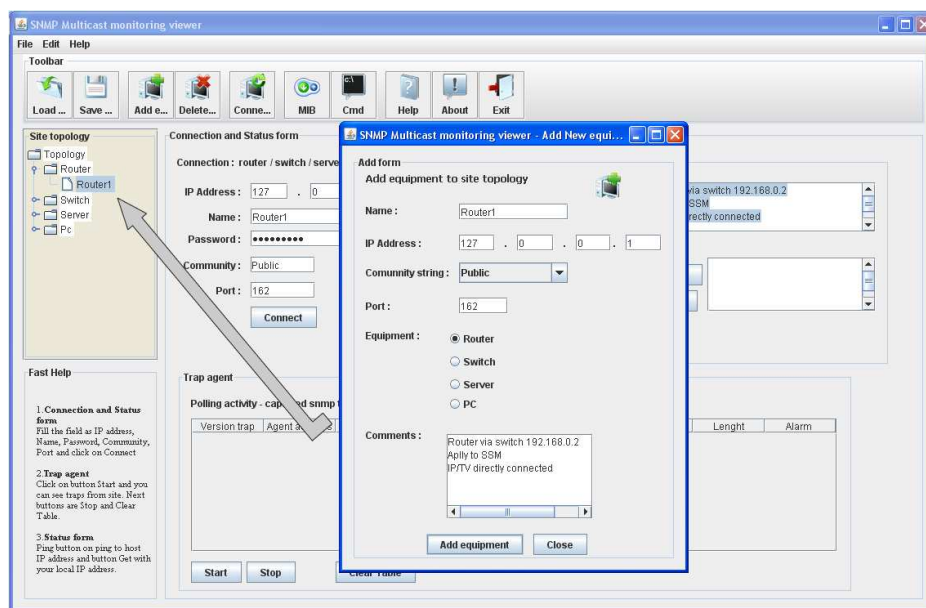 SNMP Multicast monitoring viewer
File Edit Help
Toolbar
Load ... Save ... Add e... Delete... Conne... MIB Cmd Help About Exit
Site topology
Topology
Router
Router1
Switch
Server
Pc
Connection and Status form
Connection : router / switch / serve
IP Address : 127 . 0
Name : Router1
Password :
Community : Public
Port : 162
Connect
via switch 192.168.0.2
SSM
rectly connected
SNMP Multicast monitoring viewer - Add New equi...
Add form
Add equipment to site topology
Name : Router1
IP Address : 127 . 0 . 0 . 1
Comunnity string : Public
Port : 162
Equipment : Router
Switch
Server
PC
Comments :
Router via switch 192.168.0.2
Aplly to SSM
IP/TV directly connected
Add equipment Close
Fast Help
1.Connection and Status
form
Fill the field as IP address,
Name, Password, Community,
Port and click on Connect
2.Trap agent
Click on button Start and you
can see traps from site. Next
buttons are Stop and Clear
Table.
3.Status form
Ping button on ping to host
IP address and button Get with
your local IP address.
Trap agent
Polling activity - snmp
Version trap Lenght Alarm
Start Stop Clear Table